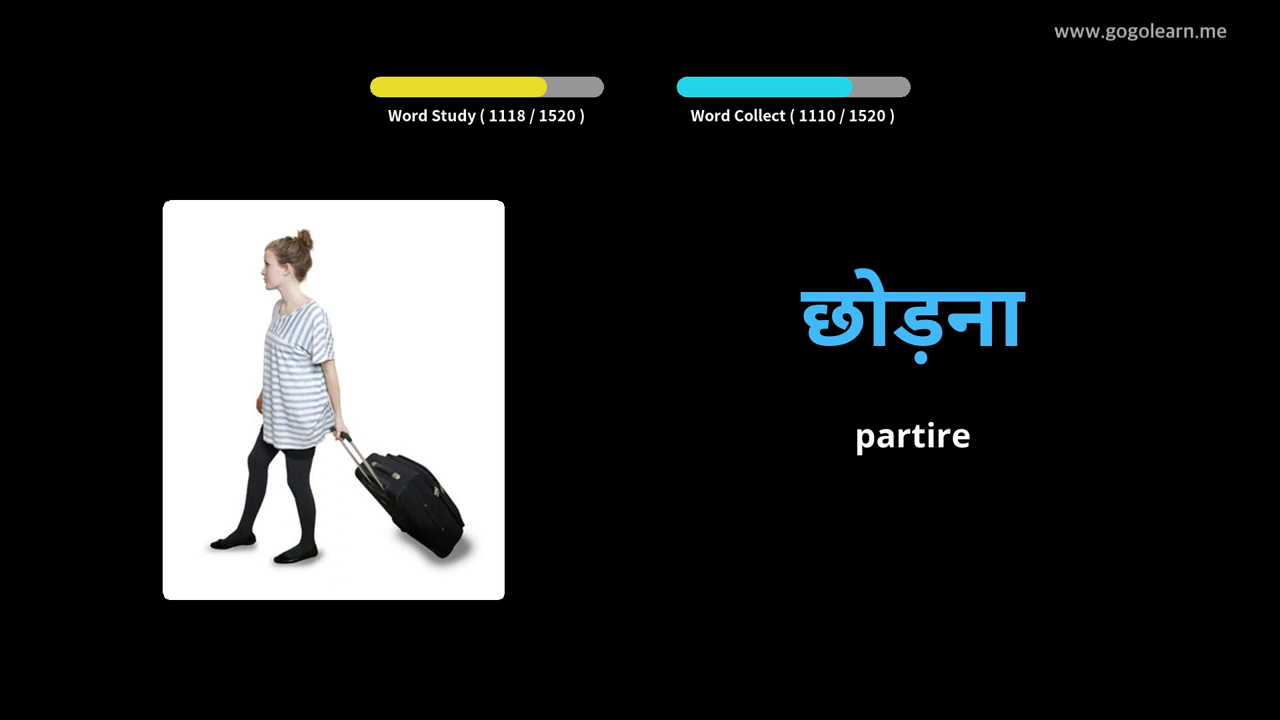 www.gogolearn.me
Word Study ( 1118 / 1520 )
Word Collect ( 1110 / 1520 )
छोड़ना
partire